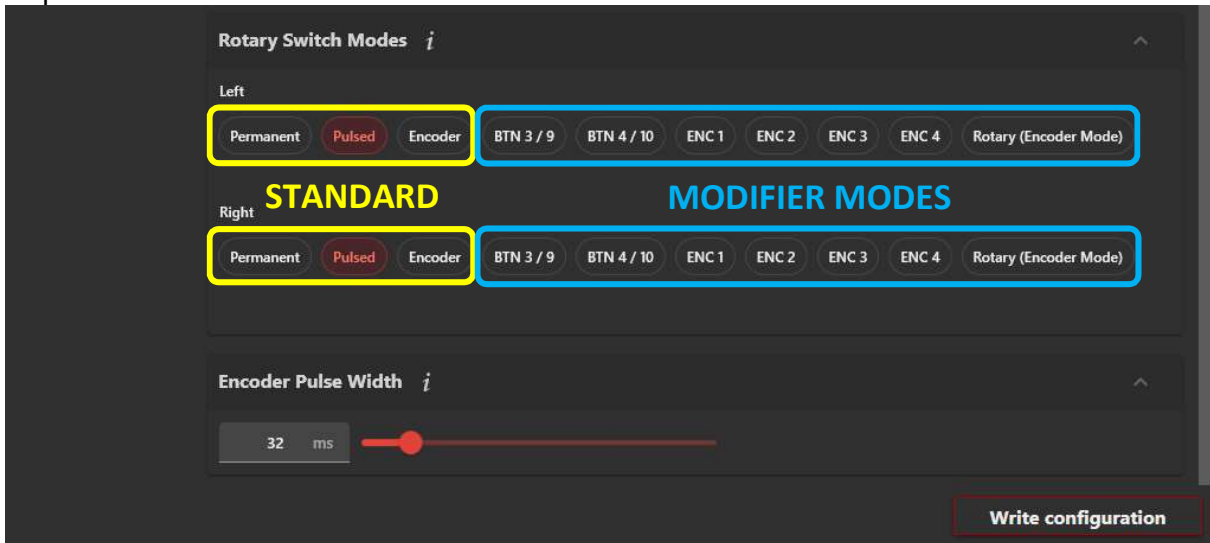 Rotary Switch Modes i
Left
Permanent Pulsed Encoder BTN 3 / 9 BTN 4 / 10 ENC 1 ENC 2 ENC 3 ENC 4 Rotary (Encoder Mode)
STANDARD MODIFIER MODES
Right
Permanent Pulsed Encoder BTN 3 / 9 BTN 4 / 10 ENC 1 ENC 2 ENC 3 ENC 4 Rotary (Encoder Mode)
Encoder Pulse Width i
32 ms
Write configuration